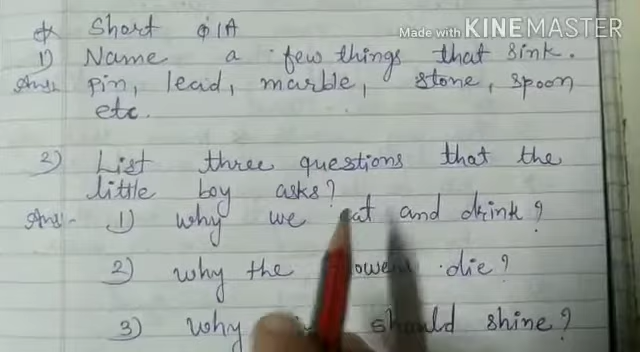 Made with KINEMASTER
* Short Q/A
1) Name a few things that sink.
Ans:- pin, lead, marble, stone, spoon
etc.
2) List three questions that the
little boy asks?
Ans:- 1) why we eat and drink?
2) why the die?
3) why should shine?